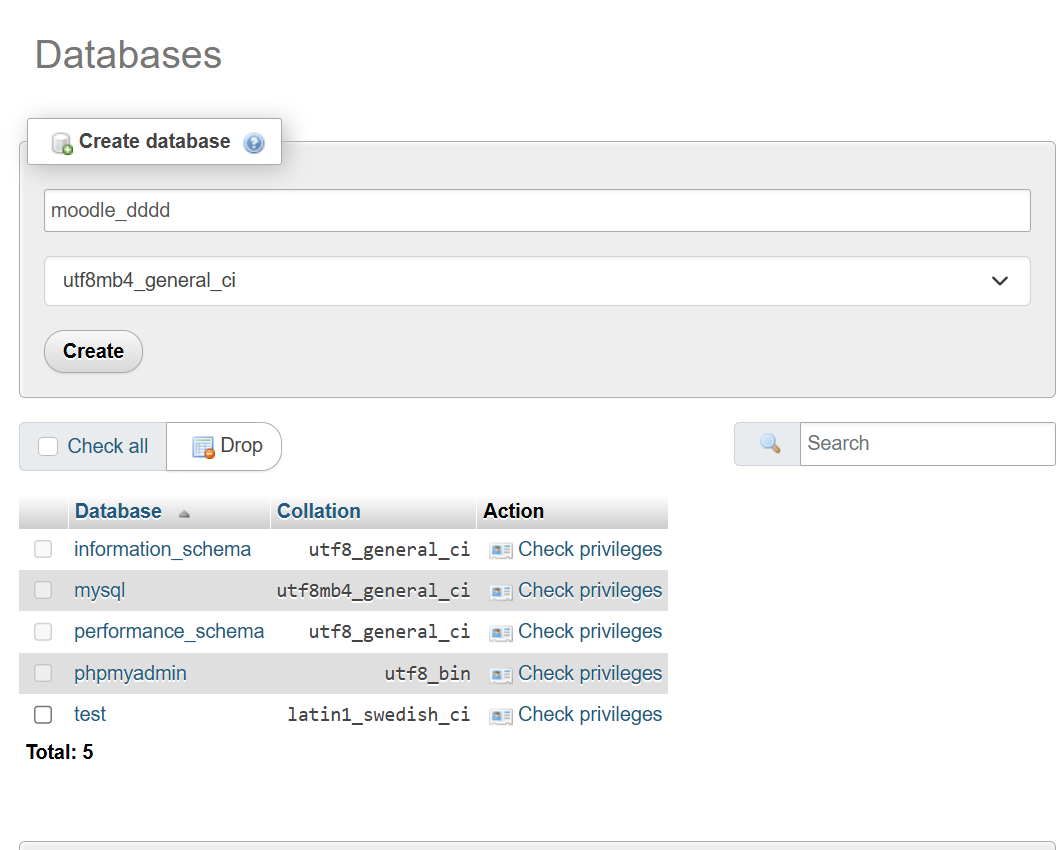 Databases
Create database
moodle_dddd
utf8mb4_general_ci
Create
Check all Drop Search
Database Collation Action
information_schema utf8_general_ci Check privileges
mysql utf8mb4_general_ci Check privileges
performance_schema utf8_general_ci Check privileges
phpmyadmin utf8_bin Check privileges
test latin1_swedish_ci Check privileges
Total: 5